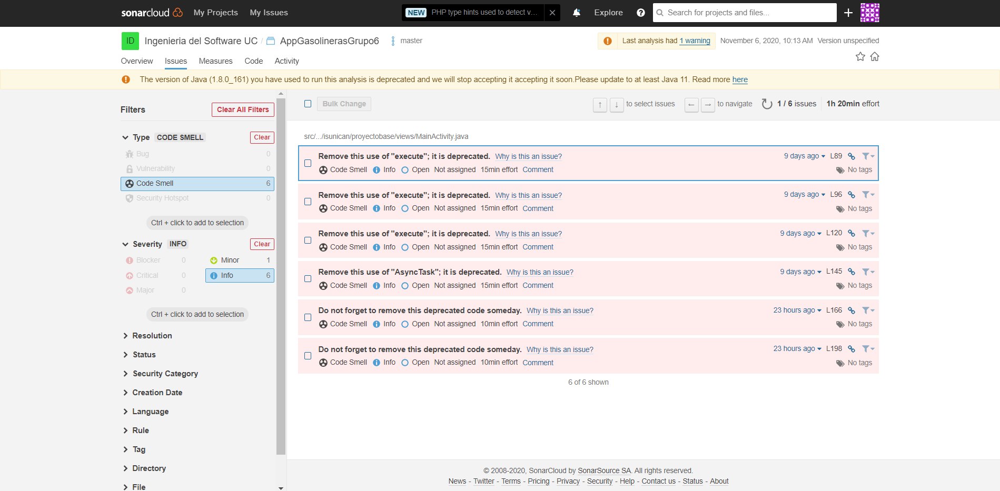 sonarcloud My Projects My Issues NEW PHP type hints used to detect v... Explore Search for projects and files...
ID Ingenieria del Software UC / AppGasolinerasGrupo6 master Last analysis had 1 warning November 6, 2020, 10:13 AM Version unspecified
Overview Issues Measures Code Activity
The version of Java (1.8.0_161) you have used to run this analysis is deprecated and we will stop accepting it accepting it soon.Please update to at least Java 11. Read more here
Filters Clear All Filters
Type CODE SMELL Clear
Bug 0
Vulnerability 0
Code Smell 6
Security Hotspot 0
Ctrl + click to add to selection
Severity INFO Clear
Blocker 0 Minor 1
Critical 0 Info 6
Major 0
Ctrl + click to add to selection
Resolution
Status
Security Category
Creation Date
Language
Rule
Tag
Directory
File
Bulk Change ↑ ↓ to select issues ← → to navigate 1 / 6 issues 1h 20min effort
src/.../isunican/proyectobase/views/MainActivity.java
Remove this use of "execute"; it is deprecated. Why is this an issue? 9 days ago L89
Code Smell Info Open Not assigned 15min effort Comment No tags
Remove this use of "execute"; it is deprecated. Why is this an issue? 9 days ago L96
Code Smell Info Open Not assigned 15min effort Comment No tags
Remove this use of "execute"; it is deprecated. Why is this an issue? 9 days ago L120
Code Smell Info Open Not assigned 15min effort Comment No tags
Remove this use of "AsyncTask"; it is deprecated. Why is this an issue? 9 days ago L145
Code Smell Info Open Not assigned 15min effort Comment No tags
Do not forget to remove this deprecated code someday. Why is this an issue? 23 hours ago L166
Code Smell Info Open Not assigned 10min effort Comment No tags
Do not forget to remove this deprecated code someday. Why is this an issue? 23 hours ago L198
Code Smell Info Open Not assigned 10min effort Comment No tags
6 of 6 shown
© 2008-2020, SonarCloud by SonarSource SA. All rights reserved.
News - Twitter - Terms - Pricing - Privacy - Security - Help - Contact us - Status - About